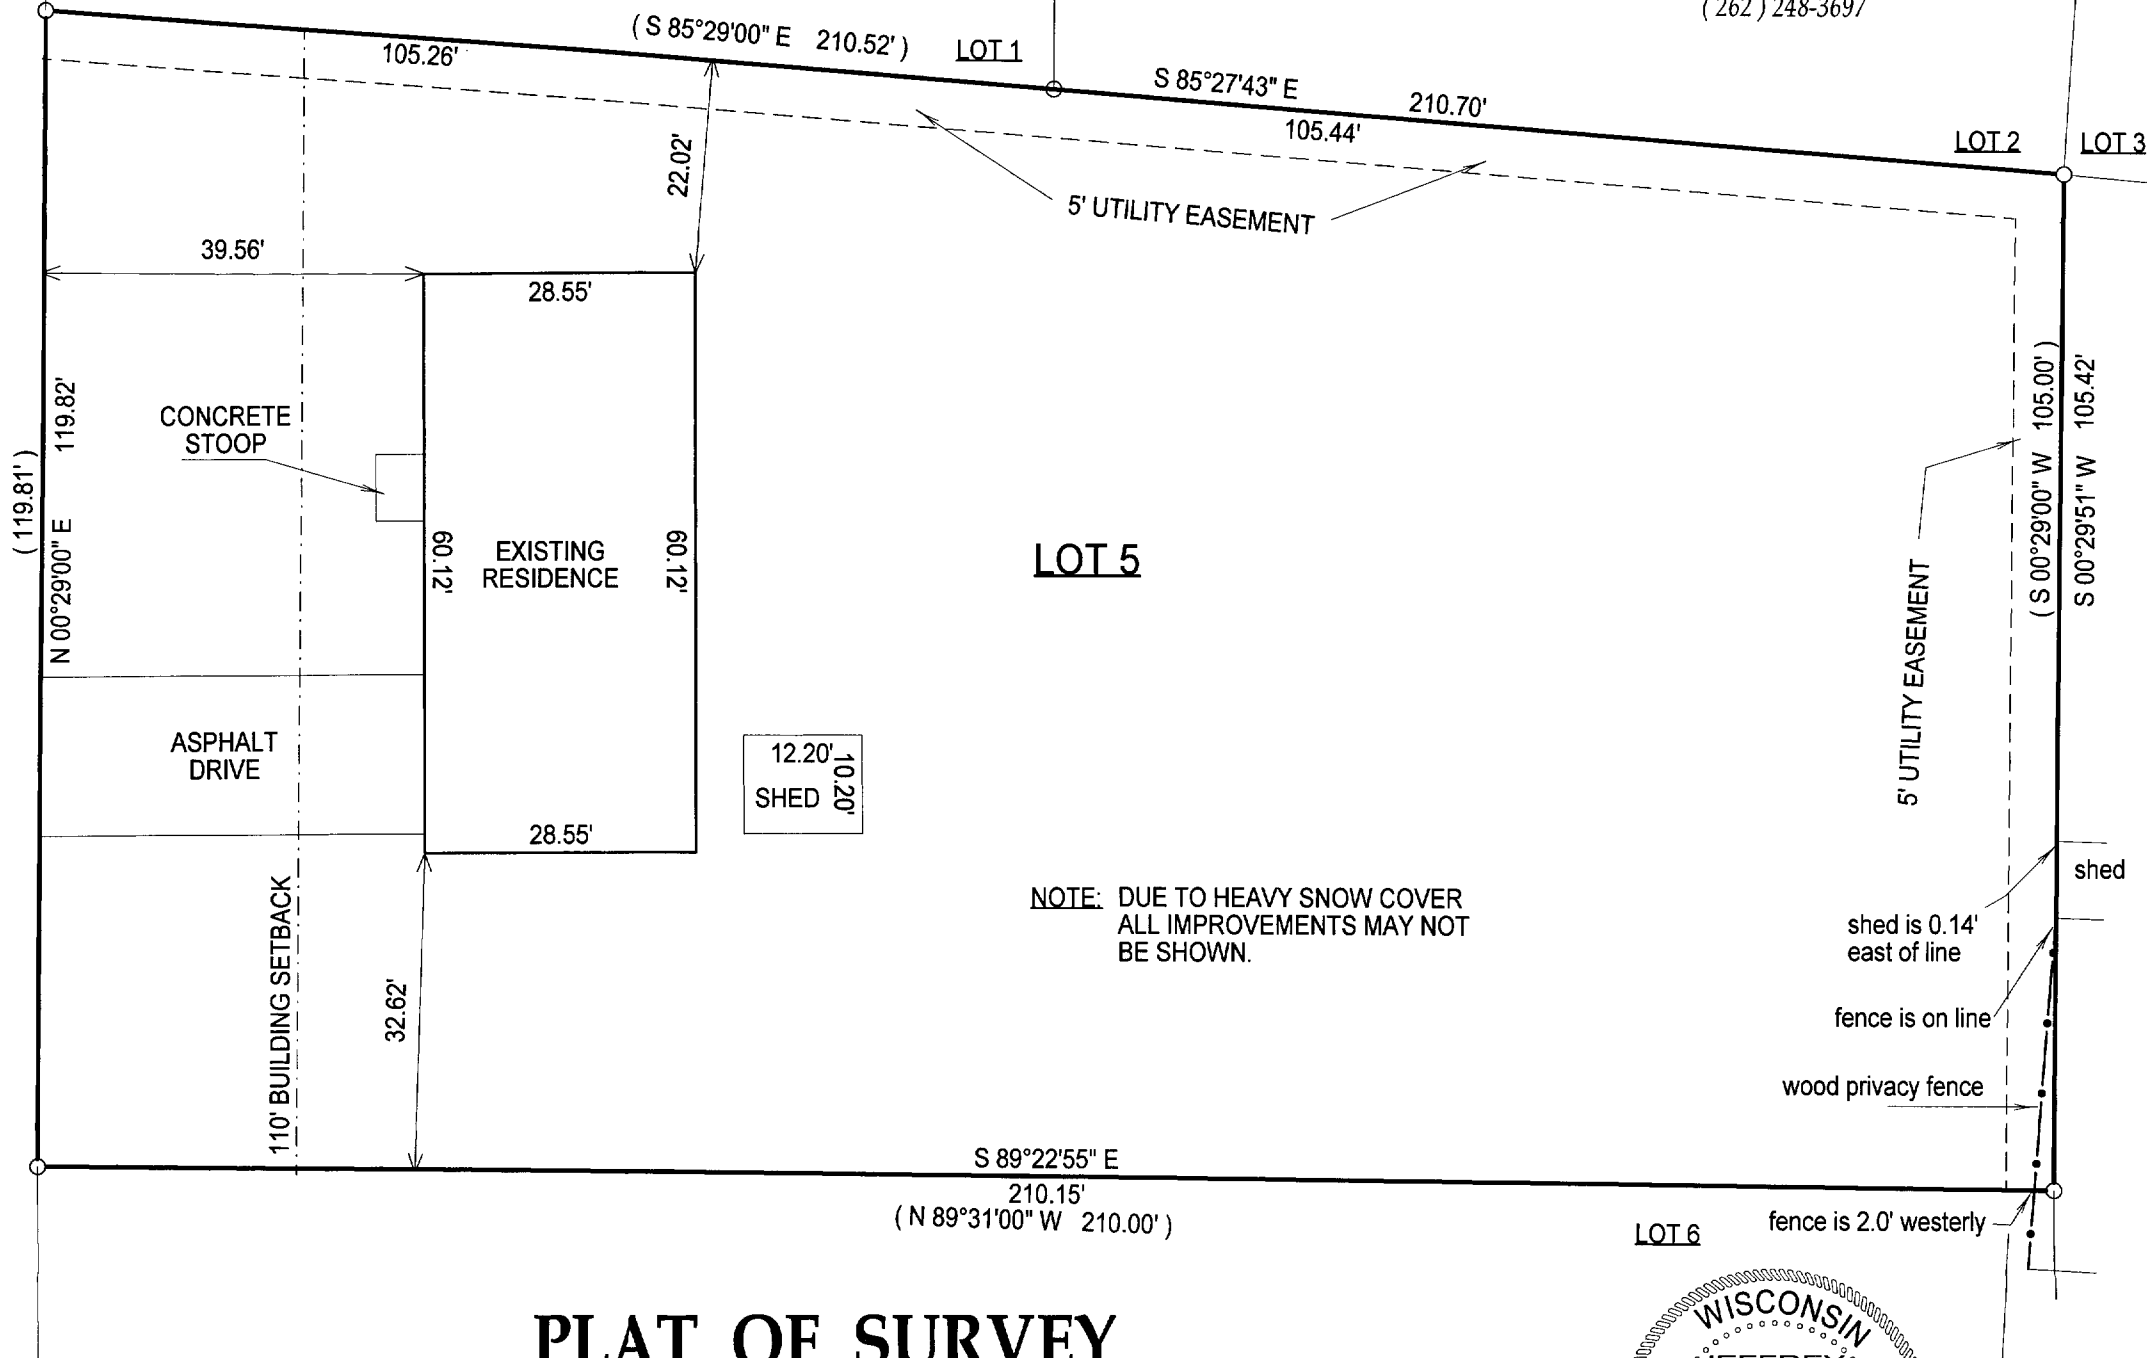 ( 262 ) 248-3697
( S 85°29'00" E 210.52' )
LOT 1
105.26'
S 85°27'43" E 210.70'
105.44'
LOT 2
LOT 3
22.02'
5' UTILITY EASEMENT
39.56'
28.55'
( 119.81' )
N 00°29'00" E 119.82'
CONCRETE
STOOP
60.12'
EXISTING
RESIDENCE
60.12'
LOT 5
5' UTILITY EASEMENT
( S 00°29'00" W 105.00' )
S 00°29'51" W 105.42'
ASPHALT
DRIVE
12.20'
10.20'
SHED
28.55'
110' BUILDING SETBACK
32.62'
NOTE: DUE TO HEAVY SNOW COVER
ALL IMPROVEMENTS MAY NOT
BE SHOWN.
shed
shed is 0.14'
east of line
fence is on line
wood privacy fence
S 89°22'55" E
210.15'
( N 89°31'00" W 210.00' )
fence is 2.0' westerly
LOT 6
PLAT OF SURVEY
WISCONSIN